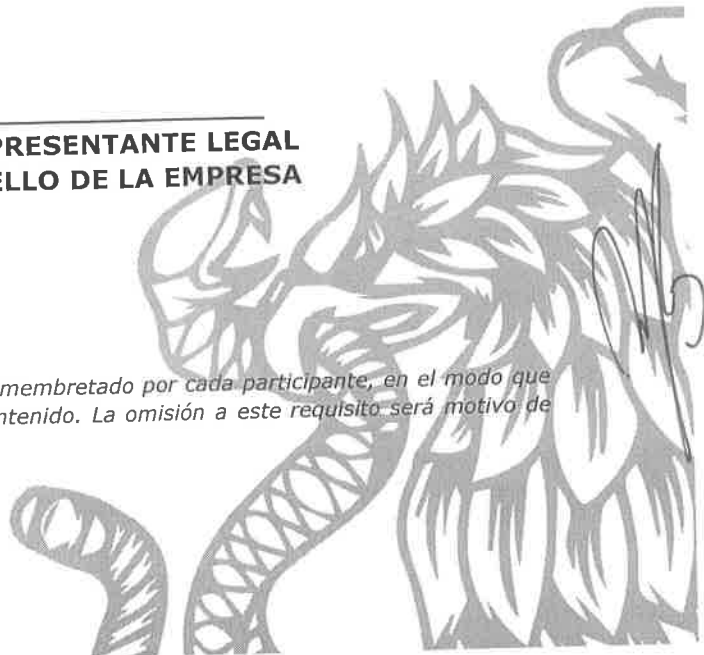 PRESENTANTE LEGAL
ELLO DE LA EMPRESA
membretado por cada participante, en el modo que
ntenido. La omisión a este requisito será motivo de